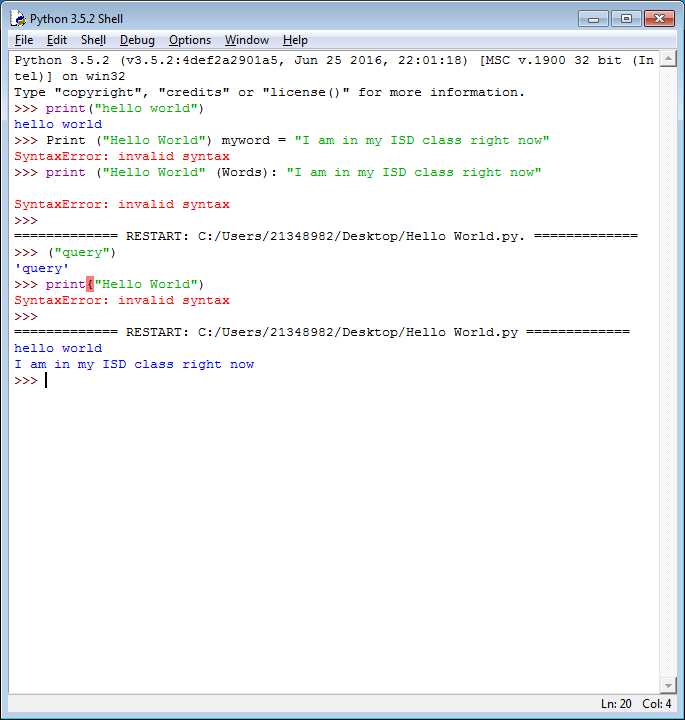 Python 3.5.2 Shell
File Edit Shell Debug Options Window Help
Python 3.5.2 (v3.5.2:4def2a2901a5, Jun 25 2016, 22:01:18) [MSC v.1900 32 bit (In
tel)] on win32
Type "copyright", "credits" or "license()" for more information.
>>> print("hello world")
hello world
>>> Print ("Hello World") myword = "I am in my ISD class right now"
SyntaxError: invalid syntax
>>> print ("Hello World" (Words): "I am in my ISD class right now"
SyntaxError: invalid syntax
>>>
============= RESTART: C:/Users/21348982/Desktop/Hello World.py. =============
>>> ("query")
'query'
>>> print{"Hello World")
SyntaxError: invalid syntax
>>>
============= RESTART: C:/Users/21348982/Desktop/Hello World.py =============
hello world
I am in my ISD class right now
>>>
Ln: 20 Col: 4